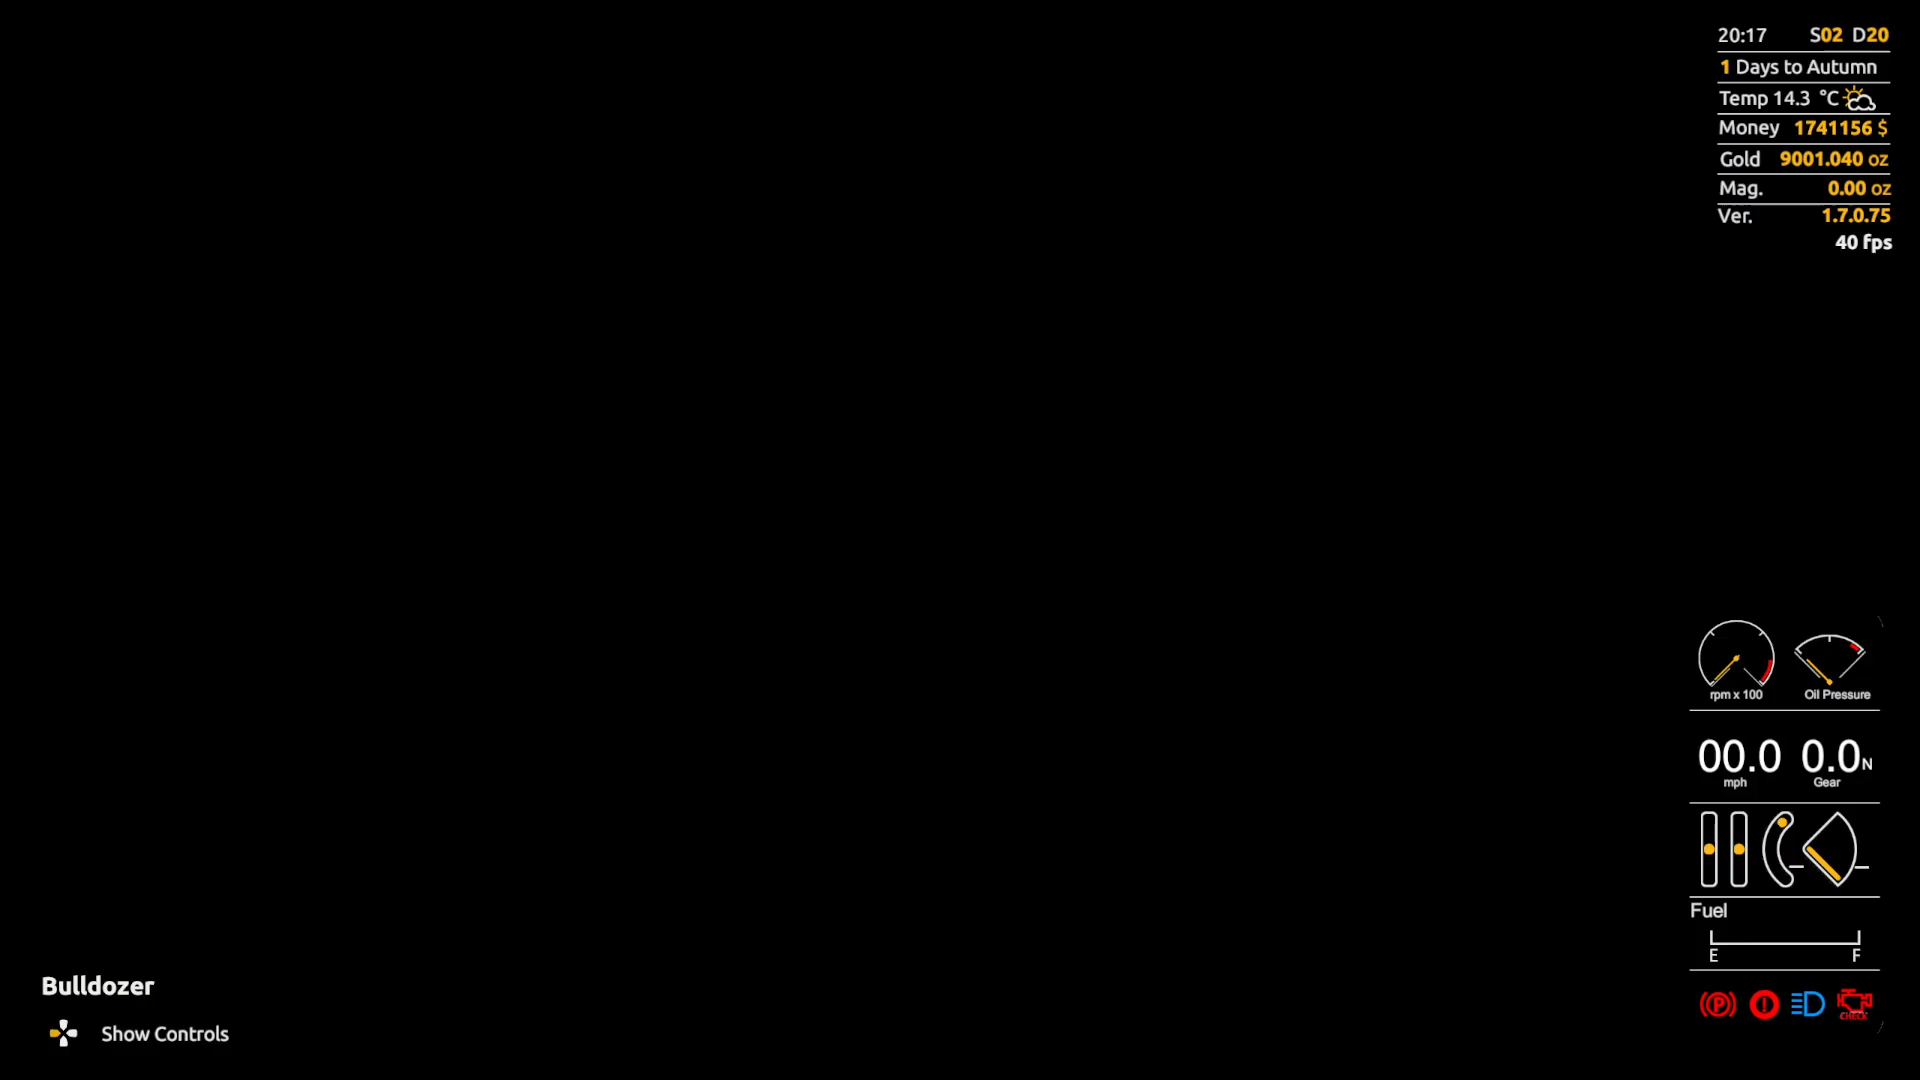 20:17 S02 D20
1 Days to Autumn
Temp 14.3 °C
Money 1741156 $
Gold 9001.040 oz
Mag. 0.00 oz
Ver. 1.7.0.75
40 fps
rpm x 100 Oil Pressure
00.0 0.0N
mph Gear
Fuel
E F
Bulldozer
P ! CHECK
Show Controls